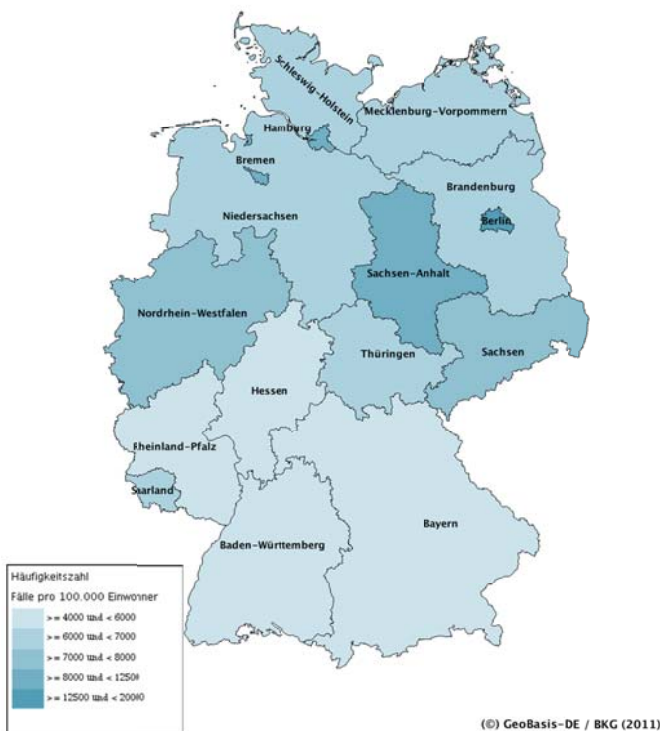 Schleswig-Holstein
Mecklenburg-Vorpommern
Hamburg
Bremen
Brandenburg
Berlin
Niedersachsen
Sachsen-Anhalt
Nordrhein-Westfalen
Thüringen
Sachsen
Hessen
Rheinland-Pfalz
Saarland
Bayern
Baden-Württemberg
Häufigkeitszahl
Fälle pro 100.000 Einwohner
>= 4000 und < 6000
>= 6000 und < 7000
>= 7000 und < 8000
>= 8000 und < 12500
>= 12500 und < 20000
(©) GeoBasis-DE / BKG (2011)